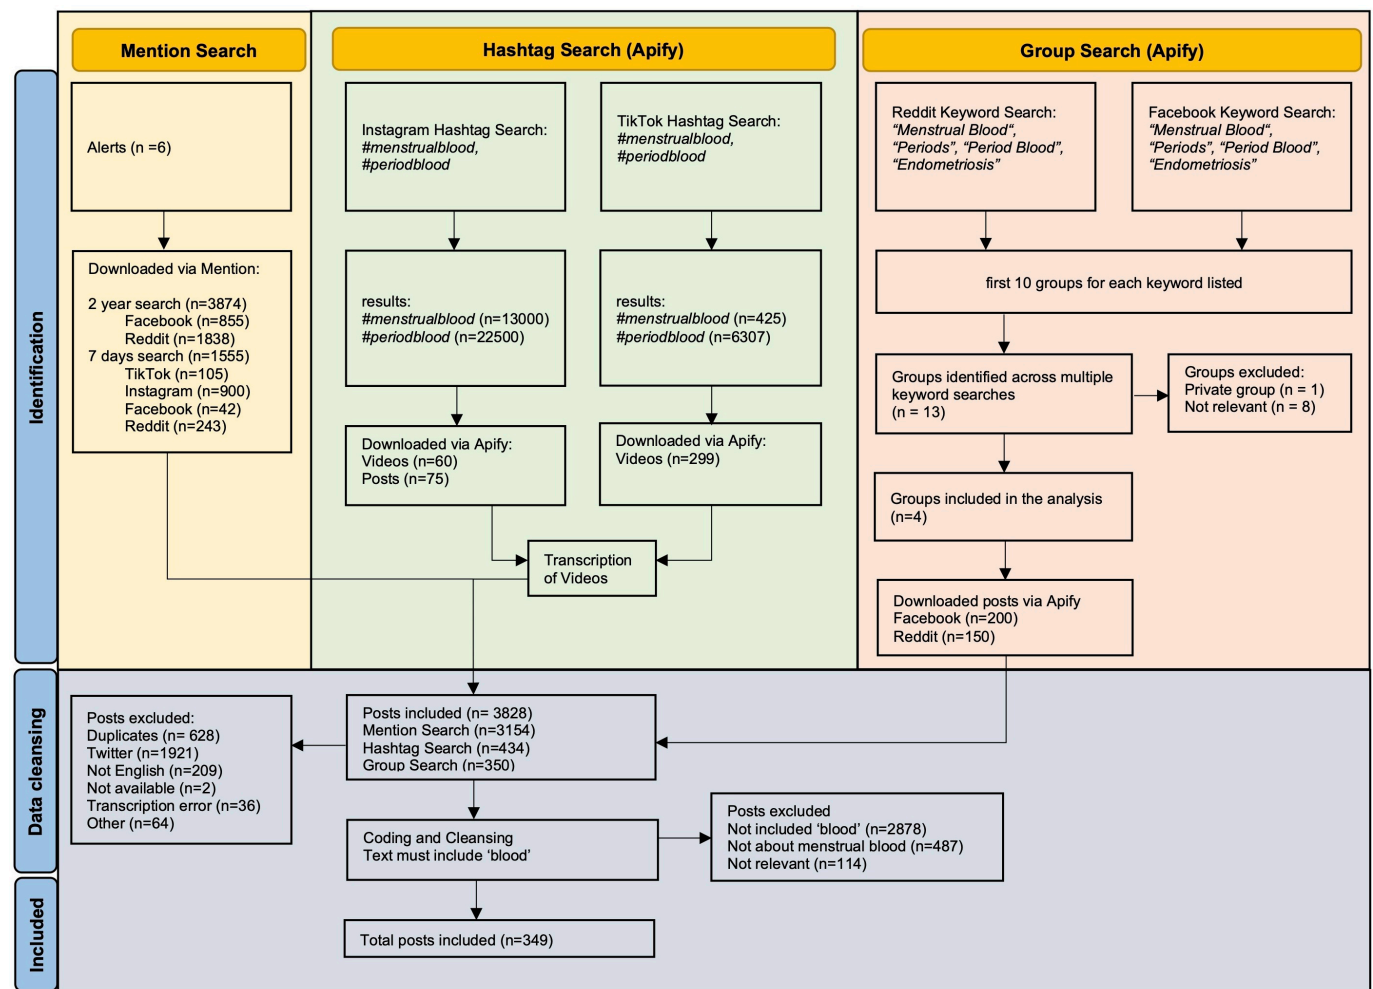 Mention Search
Hashtag Search (Apify)
Group Search (Apify)
Identification
Alerts (n =6)
Downloaded via Mention:
2 year search (n=3874)
Facebook (n=855)
Reddit (n=1838)
7 days search (n=1555)
TikTok (n=105)
Instagram (n=900)
Facebook (n=42)
Reddit (n=243)
Instagram Hashtag Search:
#menstrualblood,
#periodblood
TikTok Hashtag Search:
#menstrualblood,
#periodblood
results:
#menstrualblood (n=13000)
#periodblood (n=22500)
results:
#menstrualblood (n=425)
#periodblood (n=6307)
Downloaded via Apify:
Videos (n=60)
Posts (n=75)
Downloaded via Apify:
Videos (n=299)
Transcription
of Videos
Reddit Keyword Search:
“Menstrual Blood“,
“Periods”, “Period Blood”,
“Endometriosis”
Facebook Keyword Search:
“Menstrual Blood“,
“Periods”, “Period Blood”,
“Endometriosis”
first 10 groups for each keyword listed
Groups identified across multiple
keyword searches
(n = 13)
Groups excluded:
Private group (n = 1)
Not relevant (n = 8)
Groups included in the analysis
(n=4)
Downloaded posts via Apify
Facebook (n=200)
Reddit (n=150)
Data cleansing
Posts excluded:
Duplicates (n= 628)
Twitter (n=1921)
Not English (n=209)
Not available (n=2)
Transcription error (n=36)
Other (n=64)
Posts included (n= 3828)
Mention Search (n=3154)
Hashtag Search (n=434)
Group Search (n=350)
Coding and Cleansing
Text must include ‘blood’
Posts excluded
Not included ‘blood’ (n=2878)
Not about menstrual blood (n=487)
Not relevant (n=114)
Included
Total posts included (n=349)